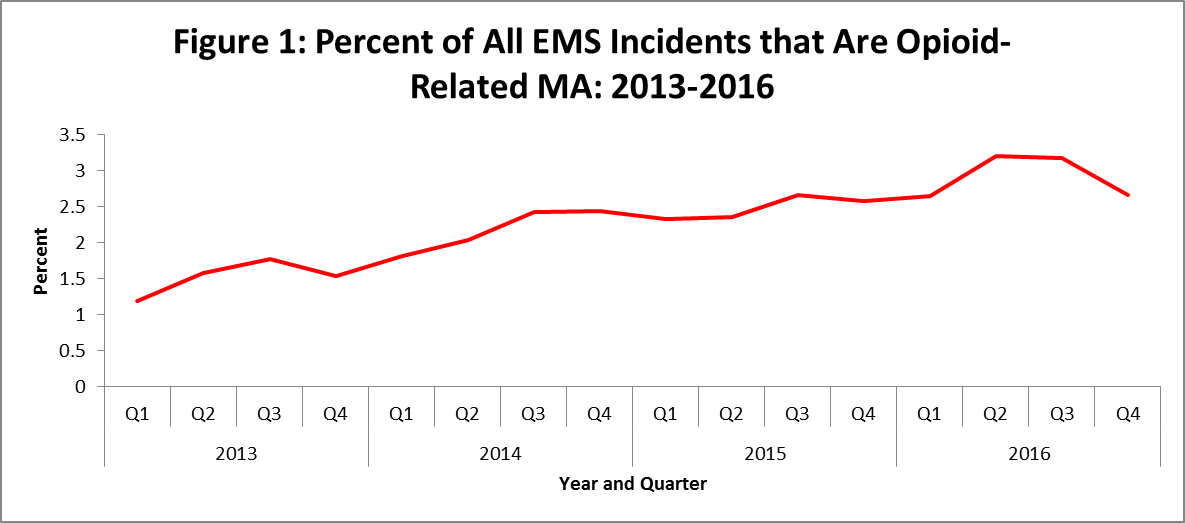 Figure 1: Percent of All EMS Incidents that Are Opioid-
Related MA: 2013-2016
3.5
3
2.5
2
1.5
1
0.5
0
Percent
Q1 Q2 Q3 Q4 Q1 Q2 Q3 Q4 Q1 Q2 Q3 Q4 Q1 Q2 Q3 Q4
2013 2014 2015 2016
Year and Quarter